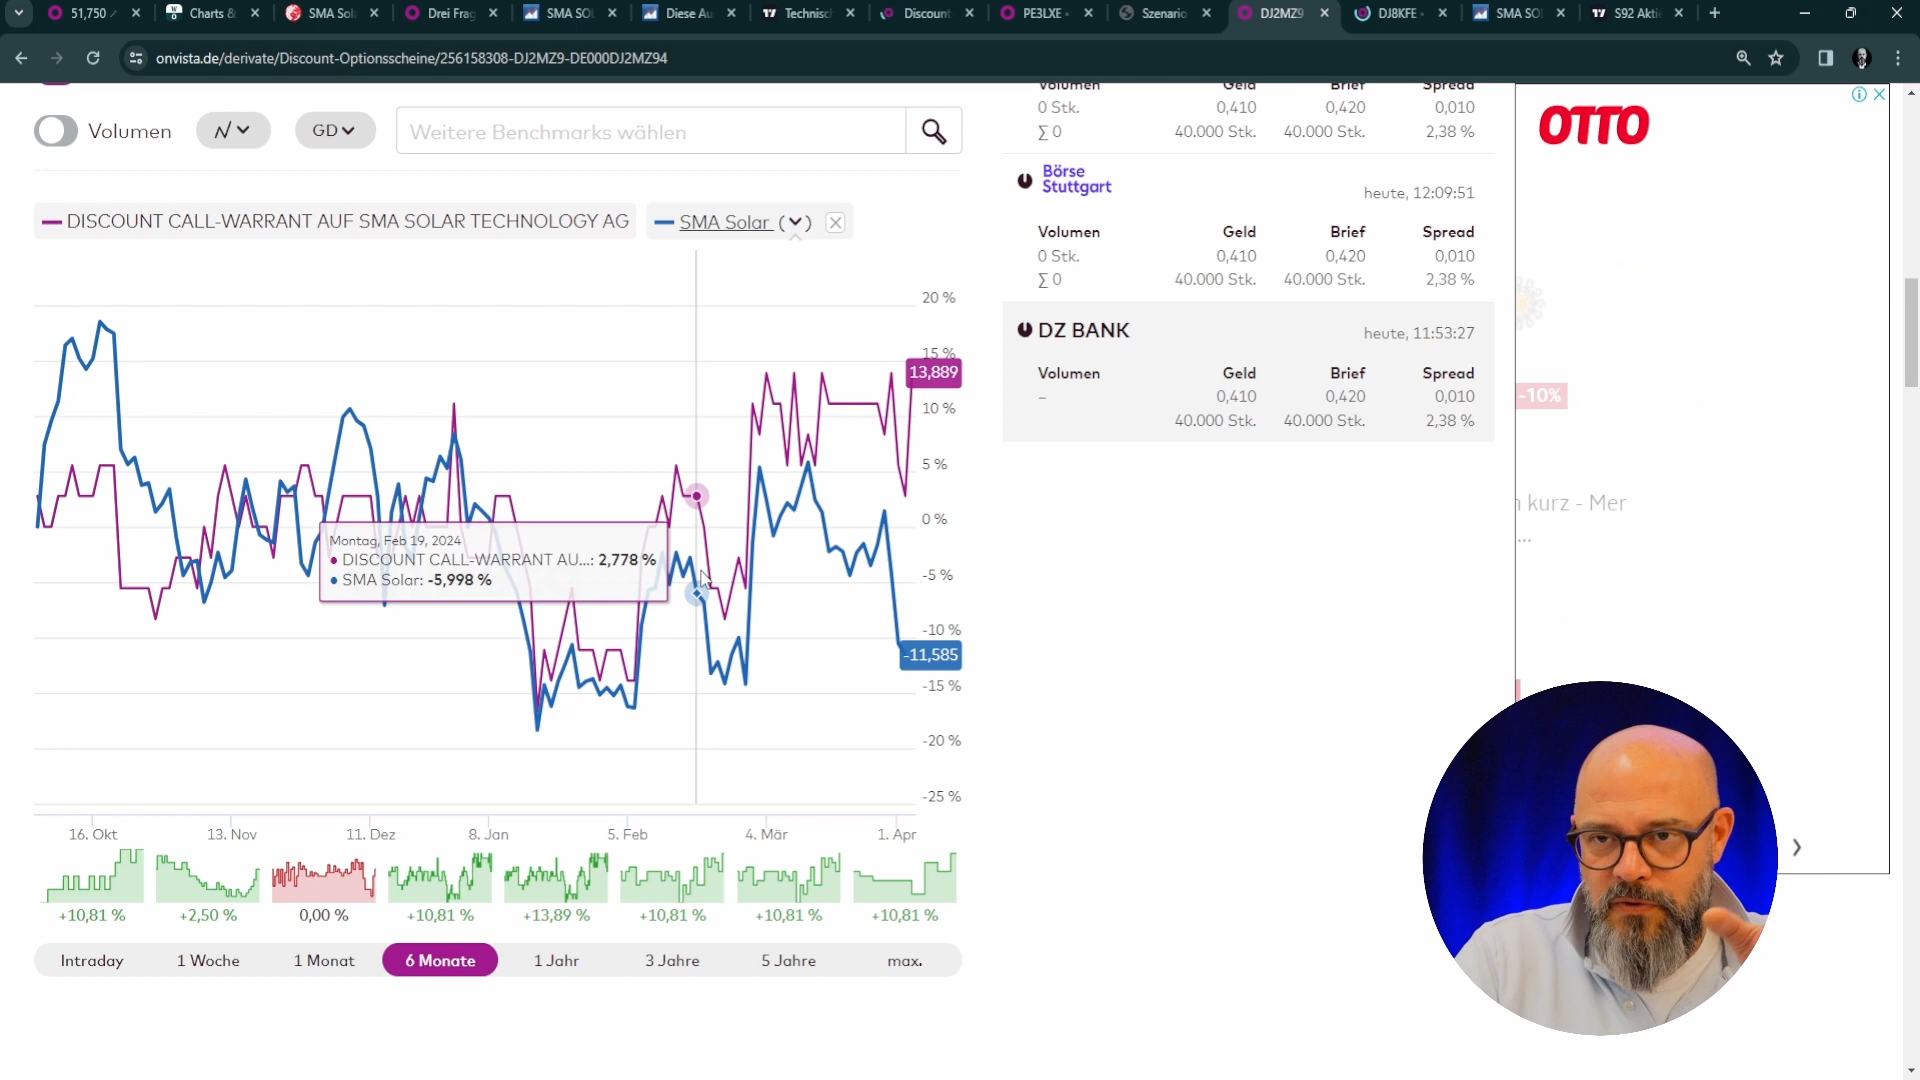 51,750
Charts &
SMA Sol
Drei Frag
SMA SO
Diese Au
Technisc
Discount
PE3LXE
Szenario
DJ2MZ9
DJ8KFE
SMA SO
S92 Akti
onvista.de/derivate/Discount-Optionsscheine/256158308-DJ2MZ9-DE000DJ2MZ94
Volumen
GD
Weitere Benchmarks wählen
DISCOUNT CALL-WARRANT AUF SMA SOLAR TECHNOLOGY AG
SMA Solar ( )
20 %
15 %
13,889
10 %
5 %
0 %
-5 %
-10 %
-11,585
-15 %
-20 %
-25 %
Montag, Feb 19, 2024
DISCOUNT CALL-WARRANT AU...: 2,778 %
SMA Solar: -5,998 %
16. Okt 13. Nov 11. Dez 8. Jan 5. Feb 4. Mär 1. Apr
+10,81 % +2,50 % 0,00 % +10,81 % +13,89 % +10,81 % +10,81 % +10,81 %
Intraday 1 Woche 1 Monat 6 Monate 1 Jahr 3 Jahre 5 Jahre max.
Volumen Geld Brief Spread
0 Stk. 0,410 0,420 0,010
∑ 0 40.000 Stk. 40.000 Stk. 2,38 %
Börse
Stuttgart
heute, 12:09:51
Volumen Geld Brief Spread
0 Stk. 0,410 0,420 0,010
∑ 0 40.000 Stk. 40.000 Stk. 2,38 %
DZ BANK heute, 11:53:27
Volumen Geld Brief Spread
– 0,410 0,420 0,010
40.000 Stk. 40.000 Stk. 2,38 %
OTTO
-10%
kurz - Mer
...